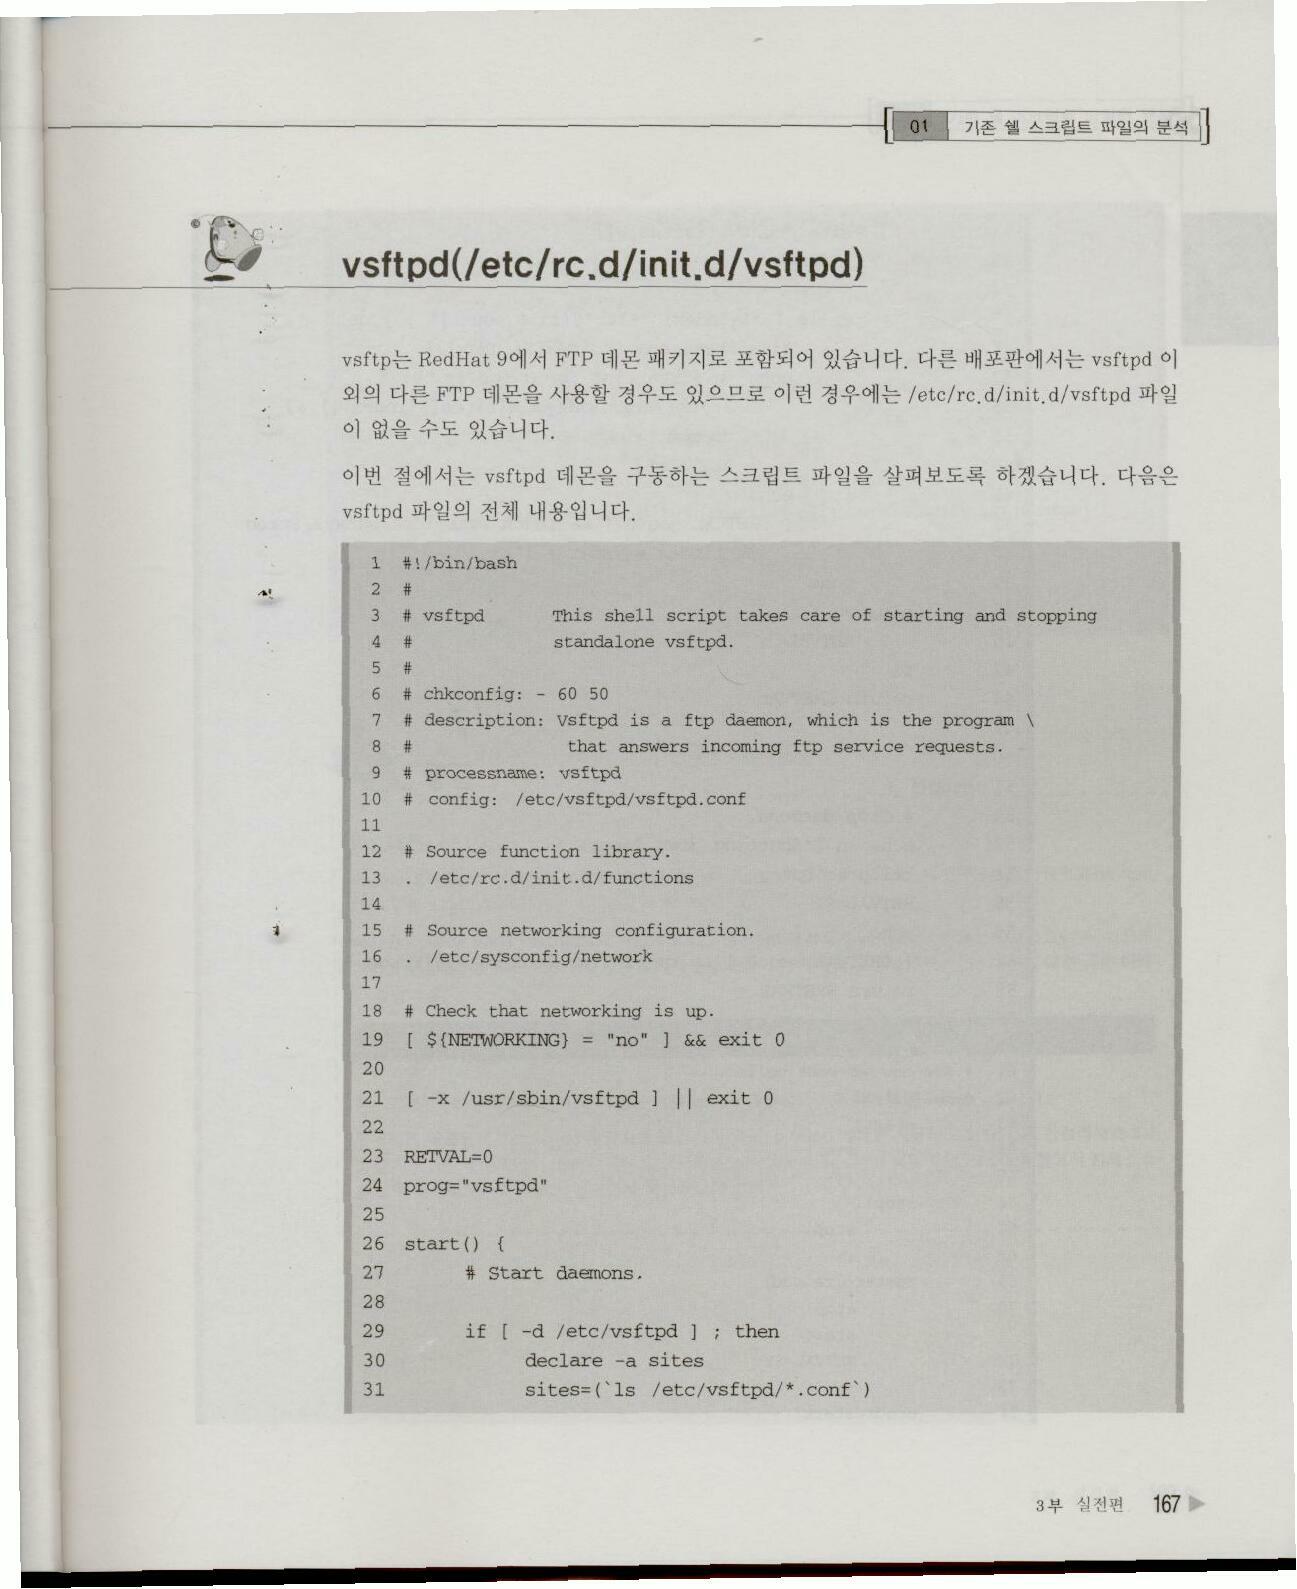 01 기존 쉘 스크립트 파일의 분석
vsftpd(/etc/rc.d/init.d/vsftpd)
vsftp는 RedHat 9에서 FTP 데몬 패키지로 포함되어 있습니다. 다른 배포판에서는 vsftpd 이
외의 다른 FTP 데몬을 사용할 경우도 있으므로 이런 경우에는 /etc/rc.d/init.d/vsftpd 파일
이 없을 수도 있습니다.
이번 절에서는 vsftpd 데몬을 구동하는 스크립트 파일을 살펴보도록 하겠습니다. 다음은
vsftpd 파일의 전체 내용입니다.
1 #!/bin/bash
2 #
3 # vsftpd This shell script takes care of starting and stopping
4 # standalone vsftpd.
5 #
6 # chkconfig: - 60 50
7 # description: Vsftpd is a ftp daemon, which is the program \
8 # that answers incoming ftp service requests.
9 # processname: vsftpd
10 # config: /etc/vsftpd/vsftpd.conf
11
12 # Source function library.
13 . /etc/rc.d/init.d/functions
14
15 # Source networking configuration.
16 . /etc/sysconfig/network
17
18 # Check that networking is up.
19 [ ${NETWORKING} = "no" ] && exit 0
20
21 [ -x /usr/sbin/vsftpd ] || exit 0
22
23 RETVAL=0
24 prog="vsftpd"
25
26 start() {
27 # Start daemons.
28
29 if [ -d /etc/vsftpd ] ; then
30 declare -a sites
31 sites=(`ls /etc/vsftpd/*.conf`)
3부 실전편 167